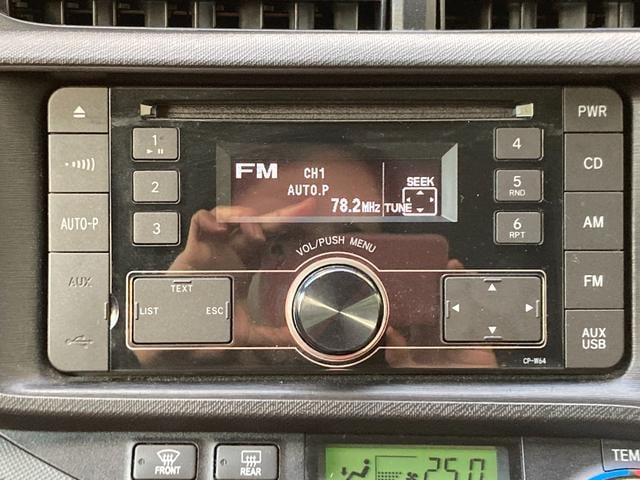 1
2
3
AUTO-P
AUX
FM CH1
AUTO.P
78.2MHz TUNE
SEEK
VOL/PUSH MENU
TEXT
LIST ESC
4
5
RND
6
RPT
PWR
CD
AM
FM
AUX
USB
CP-W64
FRONT
REAR
25.0
TEM